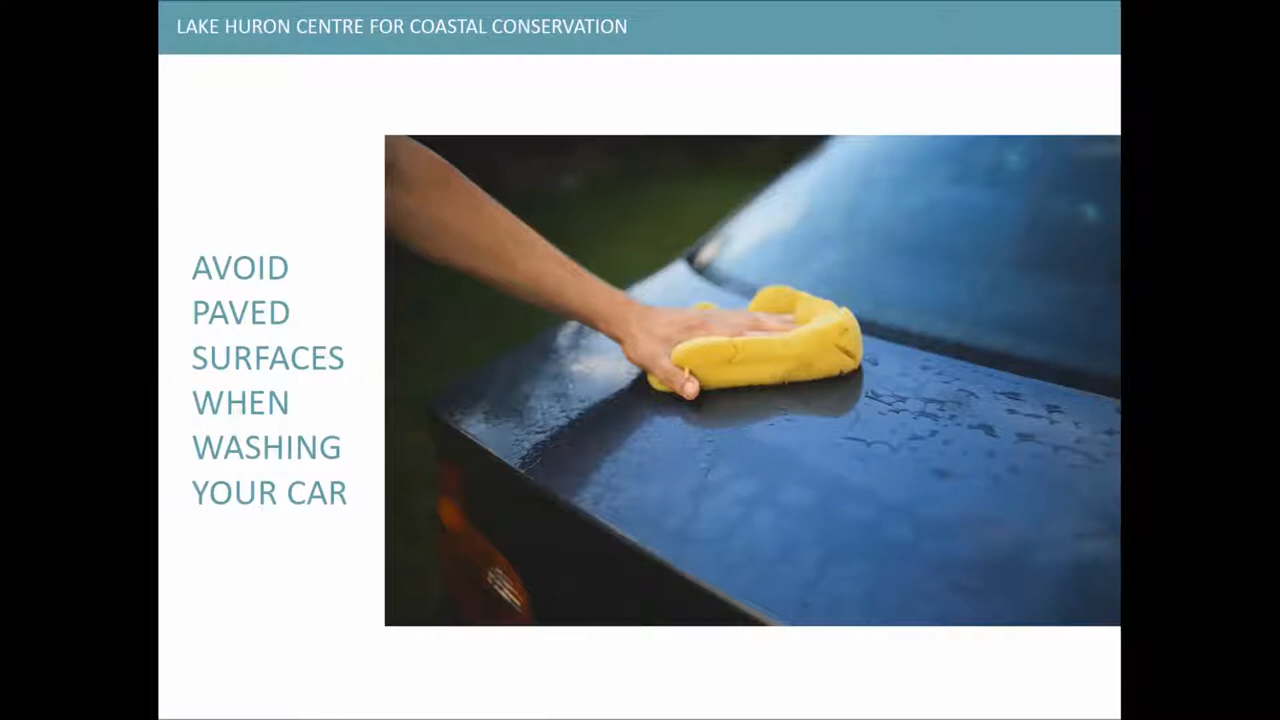 LAKE HURON CENTRE FOR COASTAL CONSERVATION
AVOID
PAVED
SURFACES
WHEN
WASHING
YOUR CAR